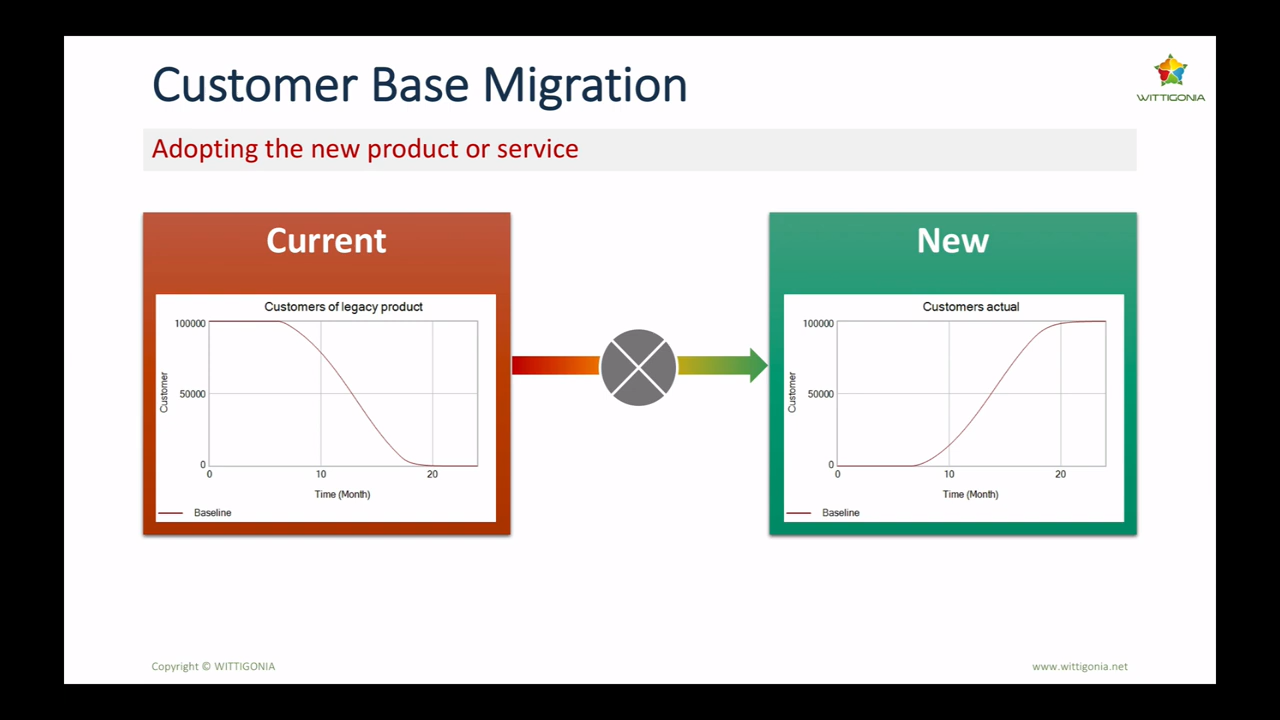 Customer Base Migration
WITTIGONIA
Adopting the new product or service
Current
Customers of legacy product
100000
50000
0
Customer
0 10 20
Time (Month)
Baseline
New
Customers actual
100000
50000
0
Customer
0 10 20
Time (Month)
Baseline
Copyright © WITTIGONIA
www.wittigonia.net